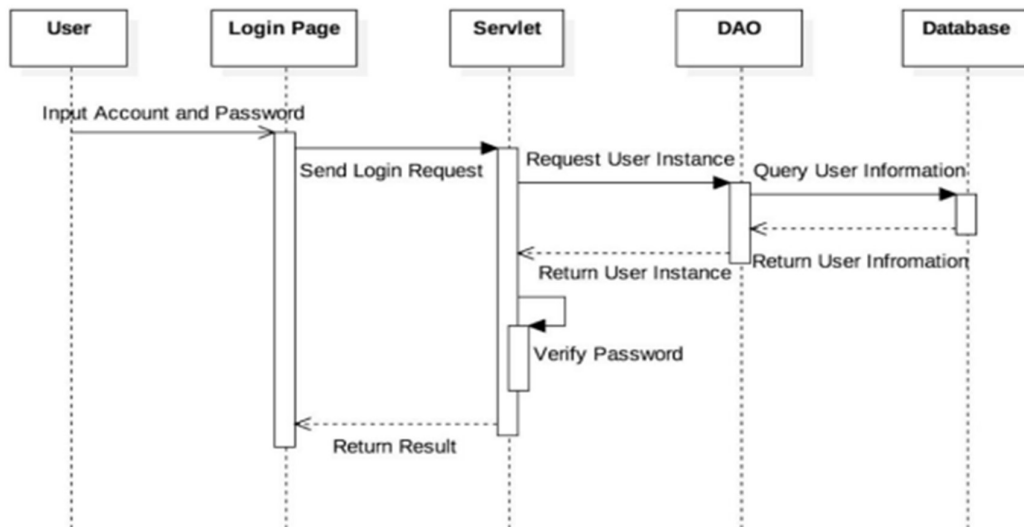 User
Login Page
Servlet
DAO
Database
Input Account and Password
Send Login Request
Request User Instance
Query User Information
Return User Infromation
Return User Instance
Verify Password
Return Result